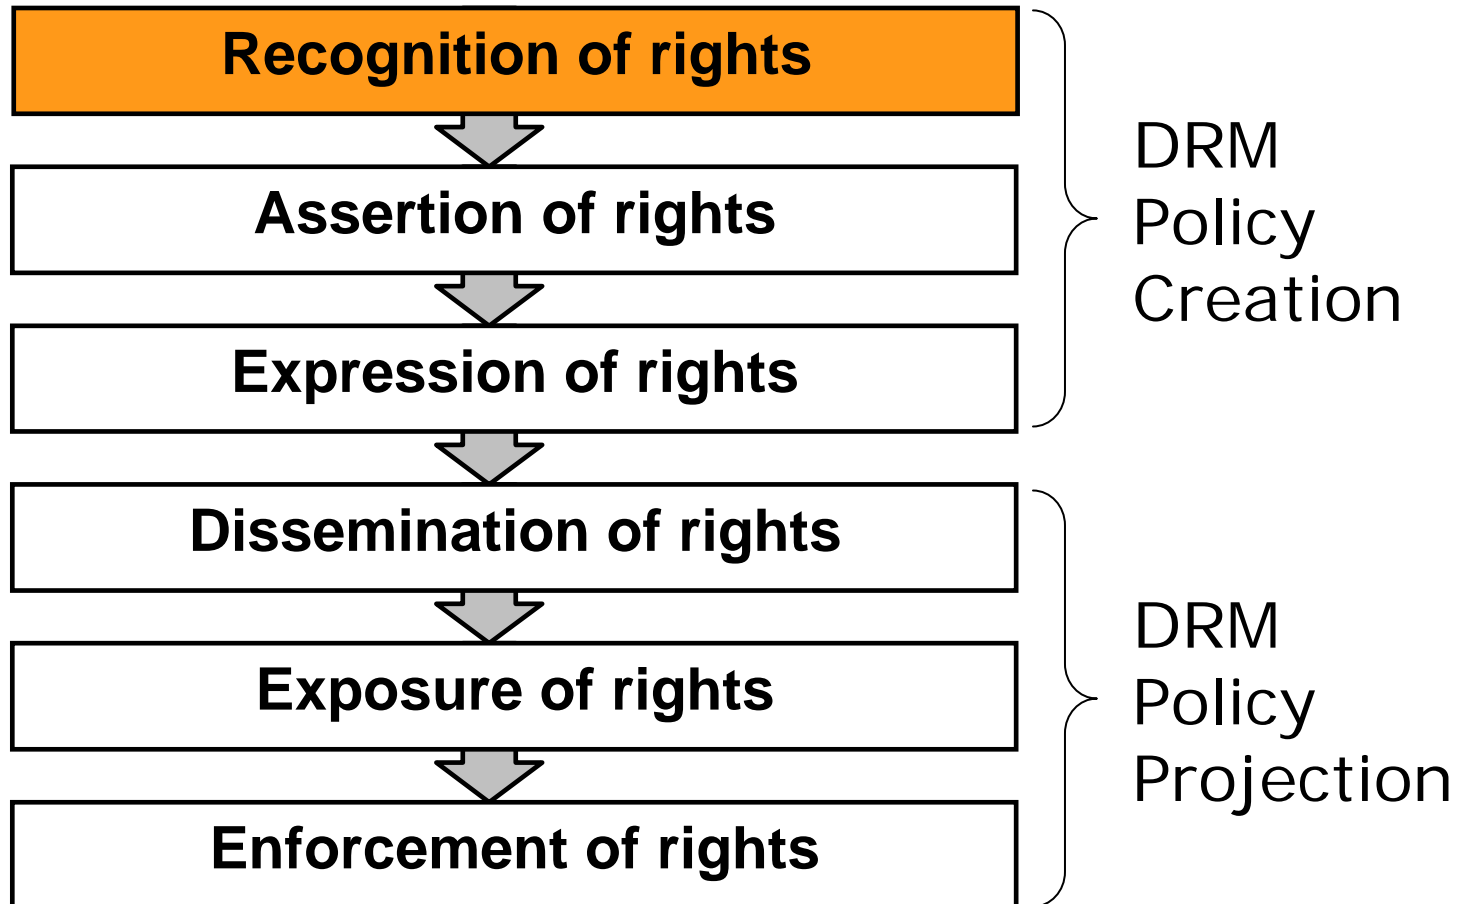 Recognition of rights
Assertion of rights
Expression of rights
DRM
Policy
Creation
Dissemination of rights
Exposure of rights
Enforcement of rights
DRM
Policy
Projection